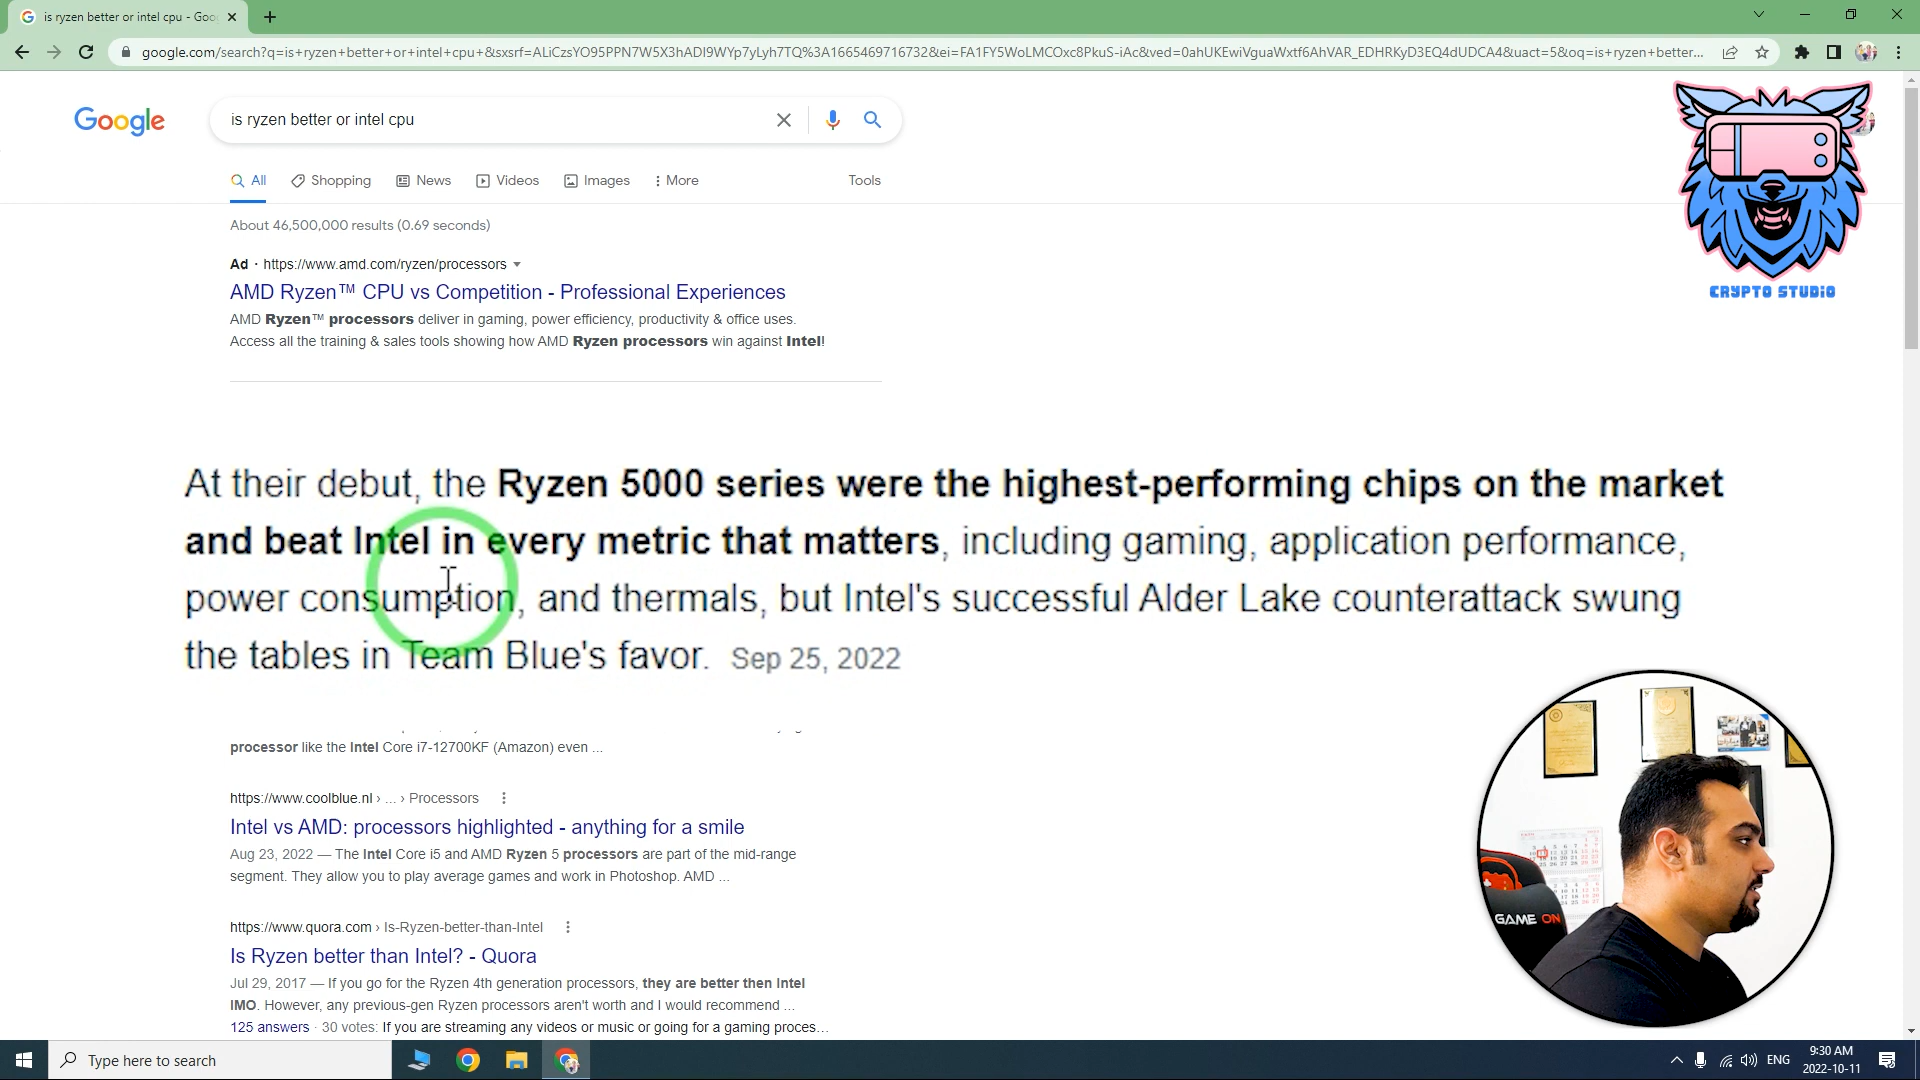 is ryzen better or intel cpu - Goo
google.com/search?q=is+ryzen+better+or+intel+cpu+&sxsrf=ALiCzsYO95PPN7W5X3hADI9WYp7yLyh7TQ%3A1665469716732&ei=FA1FY5WoLMCOxc8PkuS-iAc&ved=0ahUKEwiVguaWxtf6AhVAR_EDHRKyD3EQ4dUDCA4&uact=5&oq=is+ryzen+better...
Google
is ryzen better or intel cpu
All Shopping News Videos Images More Tools
About 46,500,000 results (0.69 seconds)
CRYPTO STUDIO
Ad · https://www.amd.com/ryzen/processors
AMD Ryzen™ CPU vs Competition - Professional Experiences
AMD Ryzen™ processors deliver in gaming, power efficiency, productivity & office uses.
Access all the training & sales tools showing how AMD Ryzen processors win against Intel!
At their debut, the Ryzen 5000 series were the highest-performing chips on the market
and beat Intel in every metric that matters, including gaming, application performance,
power consumption, and thermals, but Intel's successful Alder Lake counterattack swung
the tables in Team Blue's favor. Sep 25, 2022
processor like the Intel Core i7-12700KF (Amazon) even ...
https://www.coolblue.nl › ... › Processors
Intel vs AMD: processors highlighted - anything for a smile
Aug 23, 2022 — The Intel Core i5 and AMD Ryzen 5 processors are part of the mid-range
segment. They allow you to play average games and work in Photoshop. AMD ...
https://www.quora.com › Is-Ryzen-better-than-Intel
Is Ryzen better than Intel? - Quora
Jul 29, 2017 — If you go for the Ryzen 4th generation processors, they are better then Intel
IMO. However, any previous-gen Ryzen processors aren't worth and I would recommend ...
125 answers · 30 votes: If you are streaming any videos or music or going for a gaming proces...
GAME ON
Type here to search
ENG
9:30 AM
2022-10-11